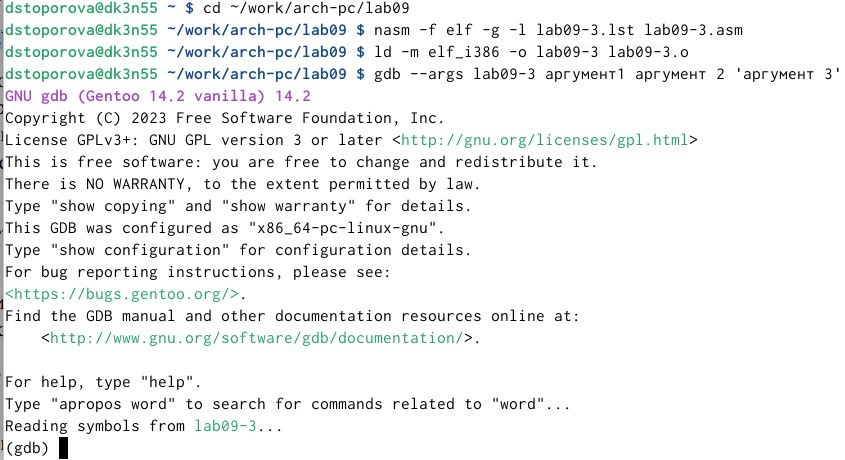 dstoporova@dk3n55 ~ $ cd ~/work/arch-pc/lab09
dstoporova@dk3n55 ~/work/arch-pc/lab09 $ nasm -f elf -g -l lab09-3.lst lab09-3.asm
dstoporova@dk3n55 ~/work/arch-pc/lab09 $ ld -m elf_i386 -o lab09-3 lab09-3.o
dstoporova@dk3n55 ~/work/arch-pc/lab09 $ gdb --args lab09-3 аргумент1 аргумент 2 'аргумент 3'
GNU gdb (Gentoo 14.2 vanilla) 14.2
Copyright (C) 2023 Free Software Foundation, Inc.
License GPLv3+: GNU GPL version 3 or later <http://gnu.org/licenses/gpl.html>
This is free software: you are free to change and redistribute it.
There is NO WARRANTY, to the extent permitted by law.
Type "show copying" and "show warranty" for details.
This GDB was configured as "x86_64-pc-linux-gnu".
Type "show configuration" for configuration details.
For bug reporting instructions, please see:
<https://bugs.gentoo.org/>.
Find the GDB manual and other documentation resources online at:
    <http://www.gnu.org/software/gdb/documentation/>.

For help, type "help".
Type "apropos word" to search for commands related to "word"...
Reading symbols from lab09-3...
(gdb)